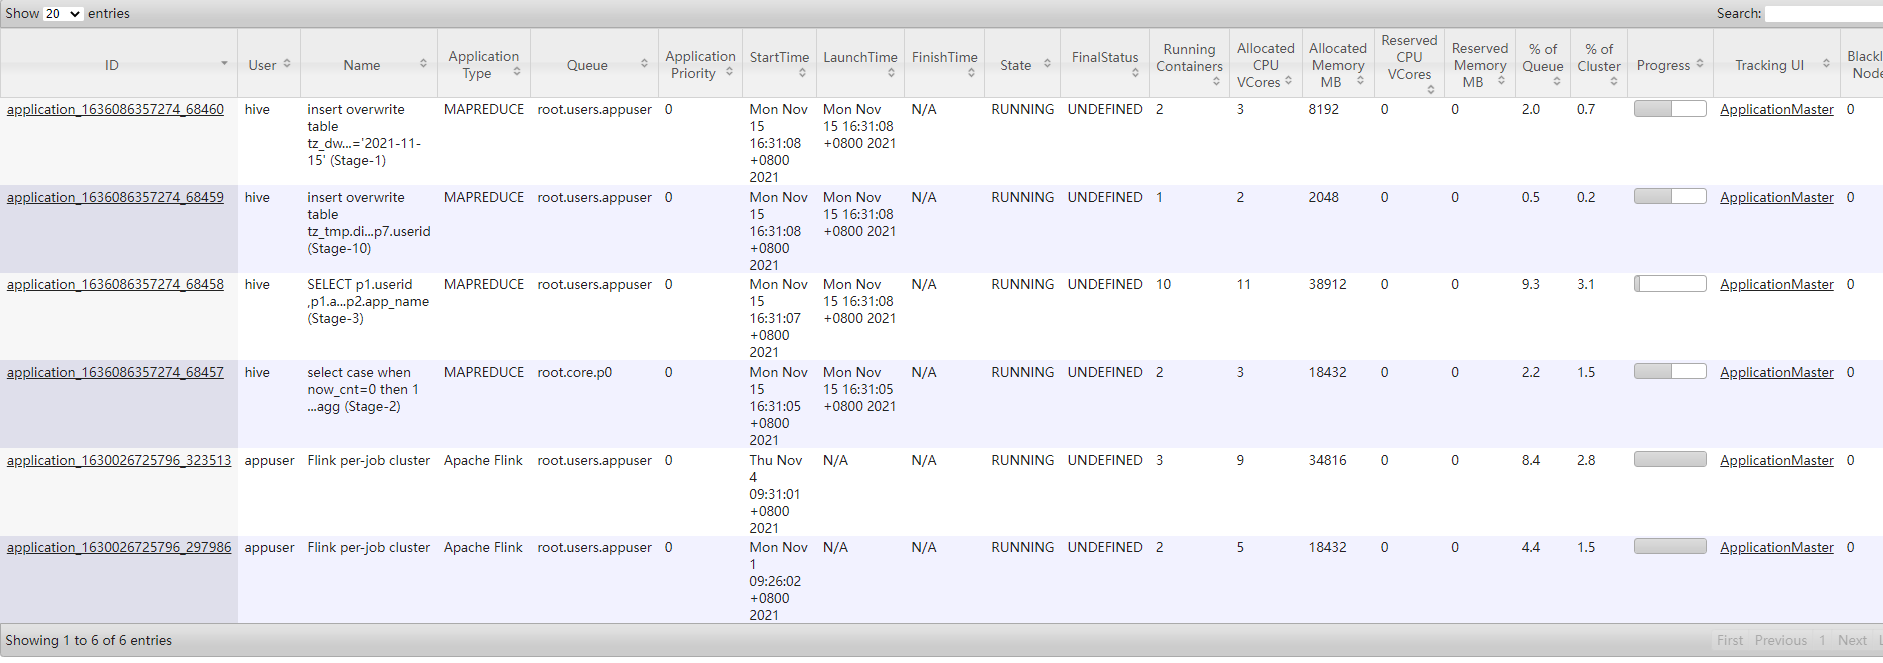 Show 20 entries
Search:
ID User Name Application Type Queue Application Priority StartTime LaunchTime FinishTime State FinalStatus Running Containers Allocated CPU VCores Allocated Memory MB Reserved CPU VCores Reserved Memory MB % of Queue % of Cluster Progress Tracking UI
application_1636086357274_68460 hive insert overwrite table tz_dw...='2021-11-15' (Stage-1) MAPREDUCE root.users.appuser 0 Mon Nov 15 16:31:08 +0800 2021 Mon Nov 15 16:31:08 +0800 2021 N/A RUNNING UNDEFINED 2 3 8192 0 0 2.0 0.7 ApplicationMaster 0
application_1636086357274_68459 hive insert overwrite table tz_tmp.di...p7.userid (Stage-10) MAPREDUCE root.users.appuser 0 Mon Nov 15 16:31:08 +0800 2021 Mon Nov 15 16:31:08 +0800 2021 N/A RUNNING UNDEFINED 1 2 2048 0 0 0.5 0.2 ApplicationMaster 0
application_1636086357274_68458 hive SELECT p1.userid ,p1.a...p2.app_name (Stage-3) MAPREDUCE root.users.appuser 0 Mon Nov 15 16:31:07 +0800 2021 Mon Nov 15 16:31:08 +0800 2021 N/A RUNNING UNDEFINED 10 11 38912 0 0 9.3 3.1 ApplicationMaster 0
application_1636086357274_68457 hive select case when now_cnt=0 then 1 ...agg (Stage-2) MAPREDUCE root.core.p0 0 Mon Nov 15 16:31:05 +0800 2021 Mon Nov 15 16:31:05 +0800 2021 N/A RUNNING UNDEFINED 2 3 18432 0 0 2.2 1.5 ApplicationMaster 0
application_1630026725796_323513 appuser Flink per-job cluster Apache Flink root.users.appuser 0 Thu Nov 4 09:31:01 +0800 2021 N/A N/A RUNNING UNDEFINED 3 9 34816 0 0 8.4 2.8 ApplicationMaster 0
application_1630026725796_297986 appuser Flink per-job cluster Apache Flink root.users.appuser 0 Mon Nov 1 09:26:02 +0800 2021 N/A N/A RUNNING UNDEFINED 2 5 18432 0 0 4.4 1.5 ApplicationMaster 0
Showing 1 to 6 of 6 entries
First Previous 1 Next